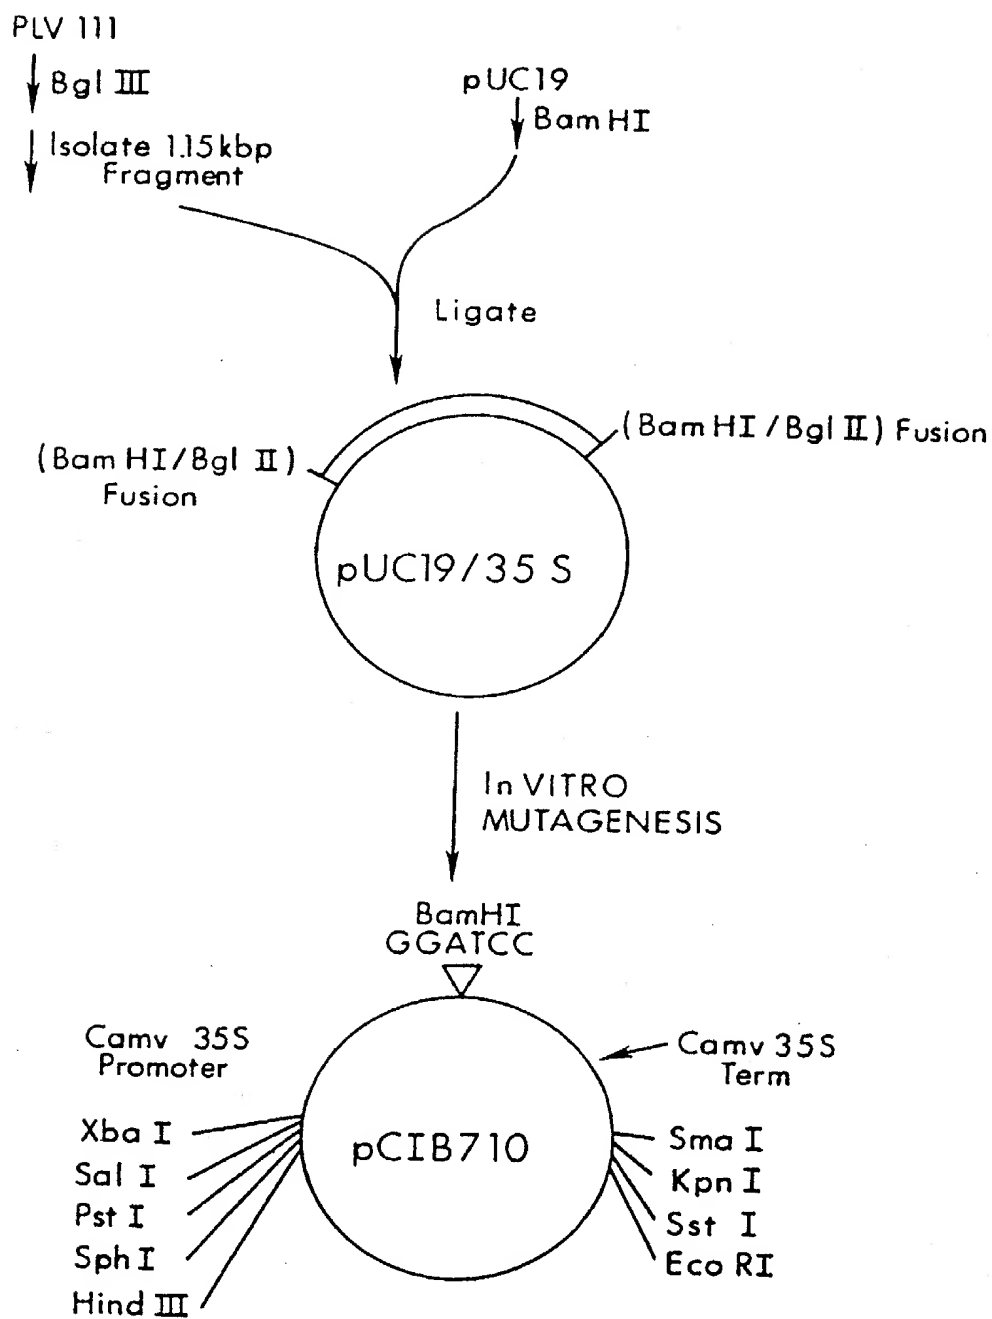 PLV 111
Bgl III
Isolate 1.15kbp
Fragment
pUC19
Bam HI
Ligate
(Bam HI/Bgl II)
Fusion
(Bam HI/Bgl II) Fusion
pUC19/35 S
In VITRO
MUTAGENESIS
BamHI
GGATCC
Camv 35S
Promoter
Camv 35S
Term
pCIB710
Xba I
Sal I
Pst I
Sph I
Hind III
Sma I
Kpn I
Sst I
Eco RI